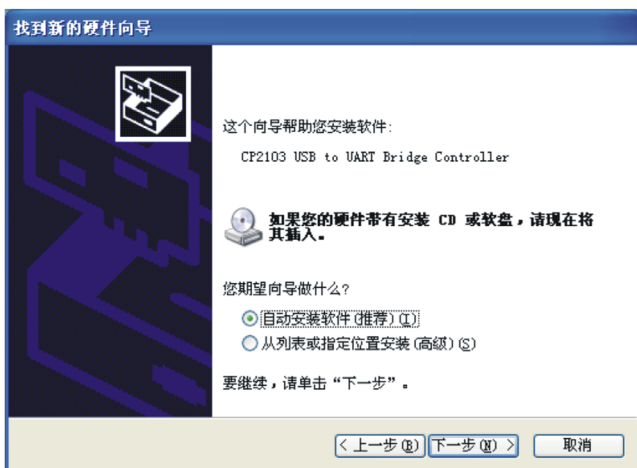 找到新的硬件向导
这个向导帮助您安装软件:
CP2103 USB to UART Bridge Controller
如果您的硬件带有安装 CD 或软盘，请现在将
其插入。
您期望向导做什么?
自动安装软件(推荐)(I)
从列表或指定位置安装(高级)(S)
要继续，请单击“下一步”。
< 上一步(B) 下一步(N) > 取消